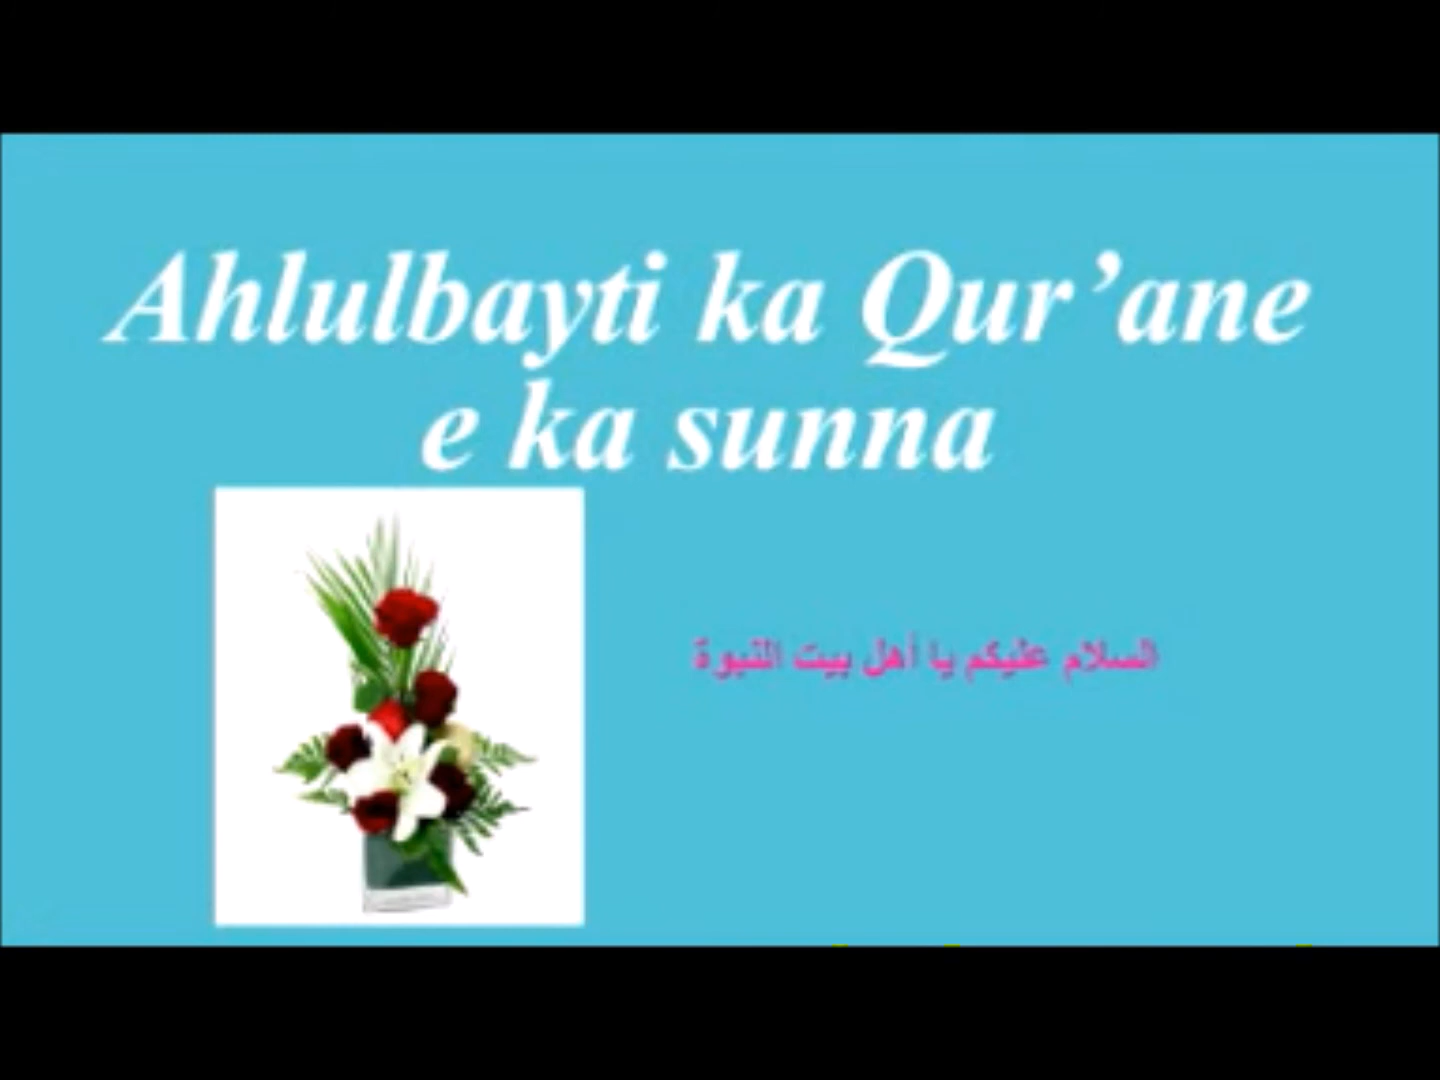 Ahlulbayti ka Qur’ane
e ka sunna
السلام عليكم يا أهل بيت النبوة